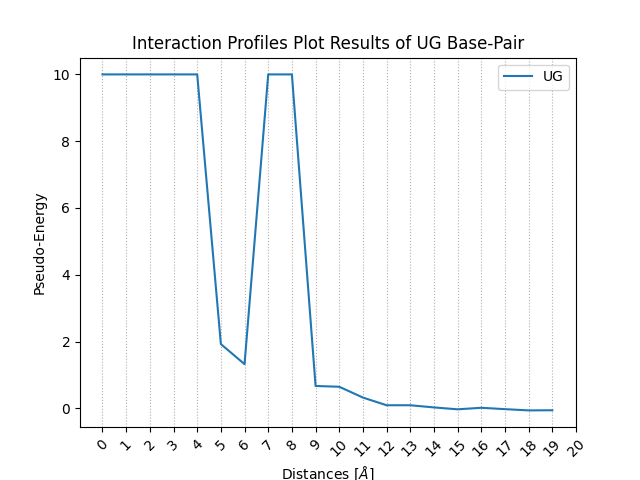 Interaction Profiles Plot Results of UG Base-Pair
UG
Pseudo-Energy
10
8
6
4
2
0
0 1 2 3 4 5 6 7 8 9 10 11 12 13 14 15 16 17 18 19 20
Distances [Å]